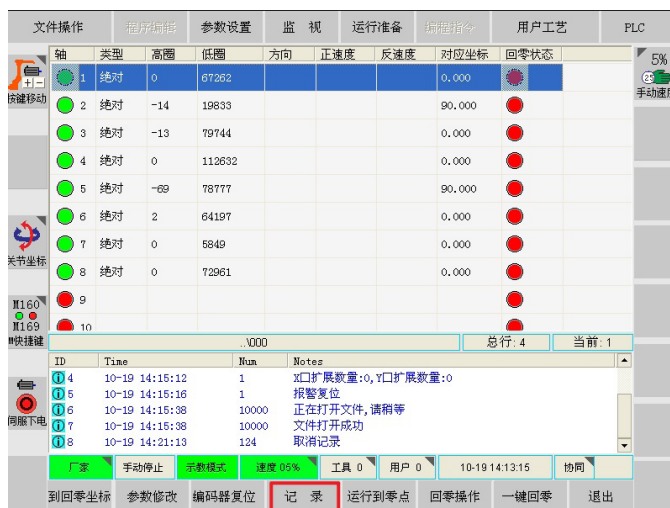 文件操作 程序编辑 参数设置 监 视 运行准备 编程指令 用户工艺 PLC
轴 类型 高圈 低圈 方向 正速度 反速度 对应坐标 回零状态
1 绝对 0 67262 0.000
2 绝对 -14 19833 90.000
3 绝对 -13 79744 0.000
4 绝对 0 112632 0.000
5 绝对 -69 78777 90.000
6 绝对 2 64197 0.000
7 绝对 0 5849 0.000
8 绝对 0 72961 0.000
9
10
按键移动
关节坐标
M160
M169
M快捷键
伺服下电
5%
手动速度
..\000 总行: 4 当前: 1
ID Time Num Notes
4 10-19 14:15:12 1 X口扩展数量:0,Y口扩展数量:0
5 10-19 14:15:16 1 报警复位
6 10-19 14:15:38 10000 正在打开文件,请稍等
7 10-19 14:15:38 10000 文件打开成功
8 10-19 14:21:13 124 取消记录
厂家 手动停止 示教模式 速度 05% 工具 0 用户 0 10-19 14:13:15 协同
到回零坐标 参数修改 编码器复位 记 录 运行到零点 回零操作 一键回零 退出